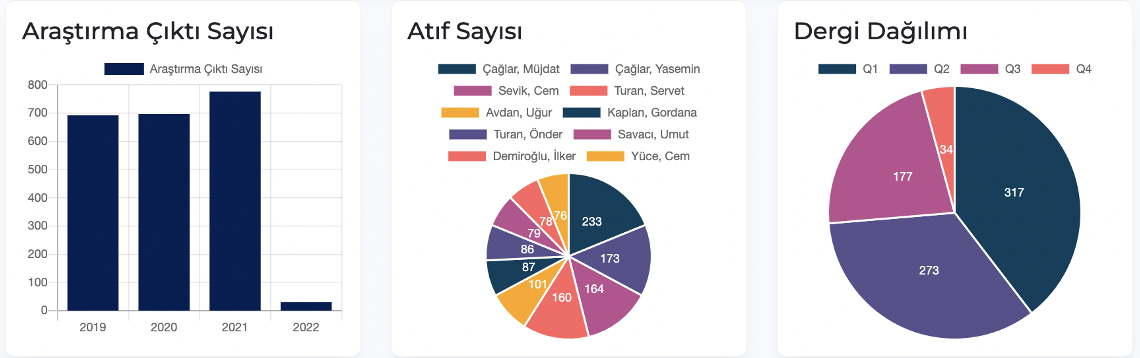 Araştırma Çıktı Sayısı
Araştırma Çıktı Sayısı
800
700
600
500
400
300
200
100
0
2019 2020 2021 2022
Atıf Sayısı
Çağlar, Müjdat Çağlar, Yasemin
Sevik, Cem Turan, Servet
Avdan, Uğur Kaplan, Gordana
Turan, Önder Savacı, Umut
Demiroğlu, İlker Yüce, Cem
233
173
164
160
101
87
86
79
78
76
Dergi Dağılımı
Q1 Q2 Q3 Q4
317
273
177
34